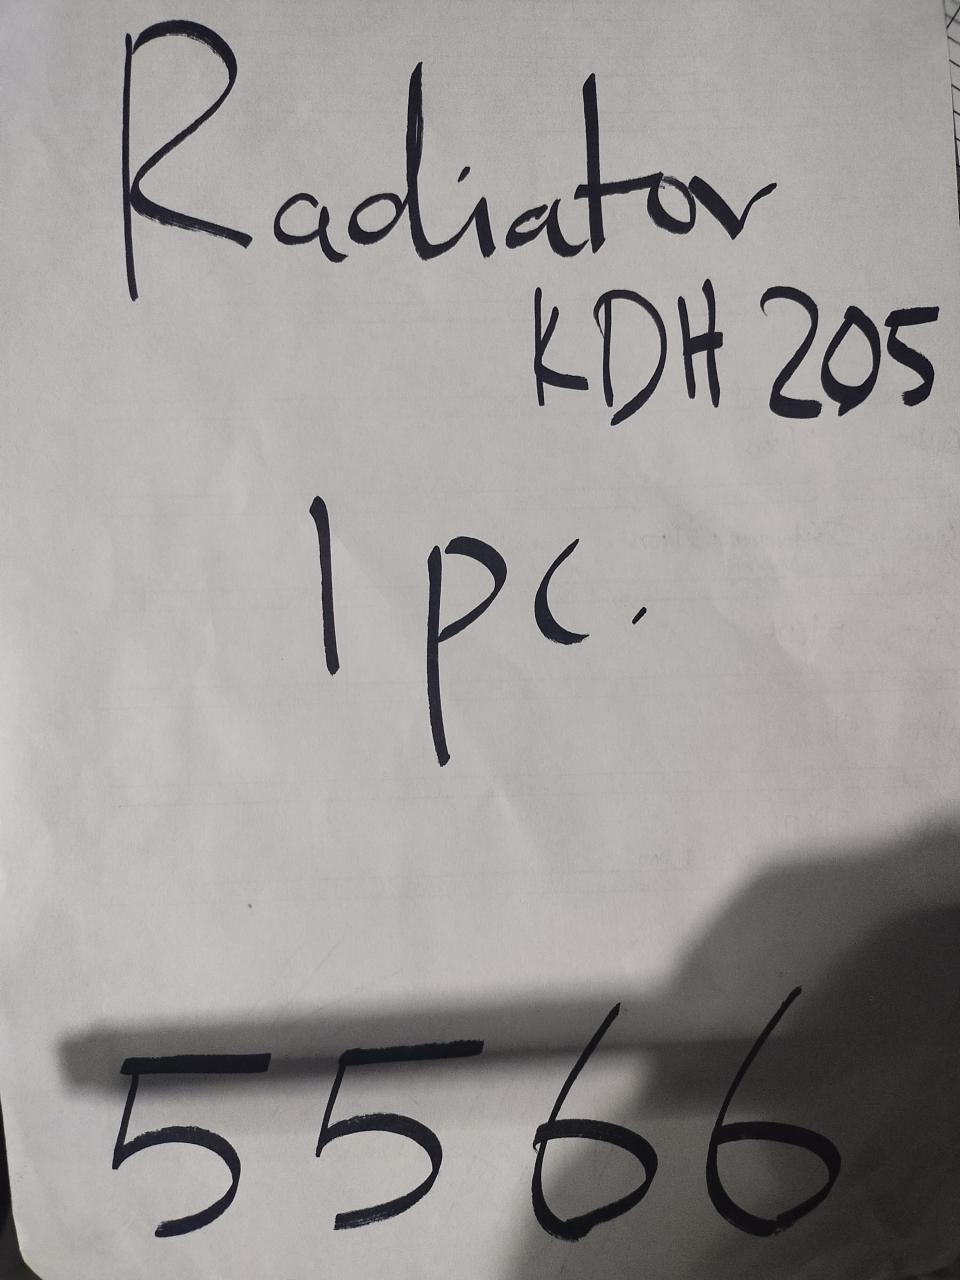 Radiator
KDH 205
1 pc.
5566